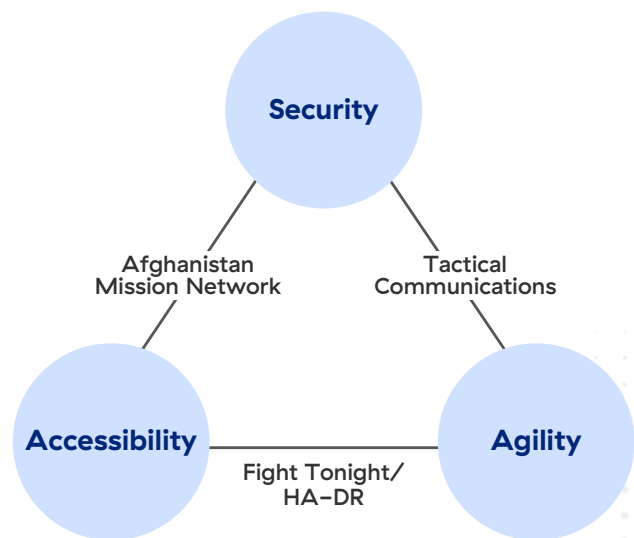 Security
Afghanistan
Mission Network
Tactical
Communications
Accessibility
Agility
Fight Tonight/
HA-DR